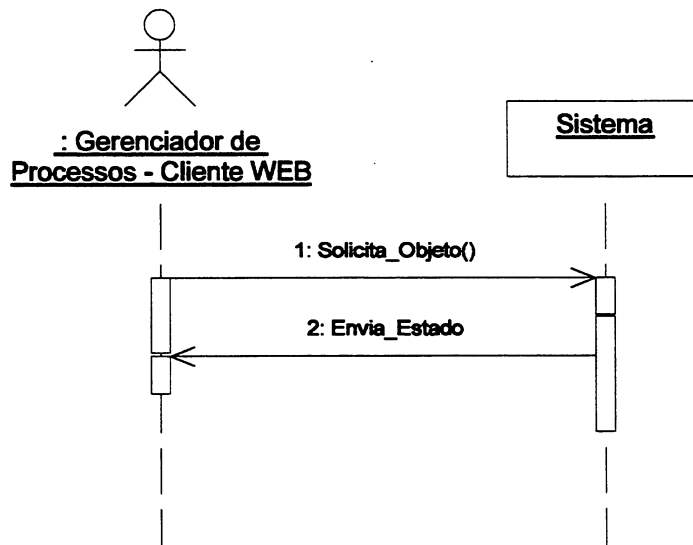 : Gerenciador de
Processos - Cliente WEB
Sistema
1: Solicita_Objeto()
2: Envia_Estado